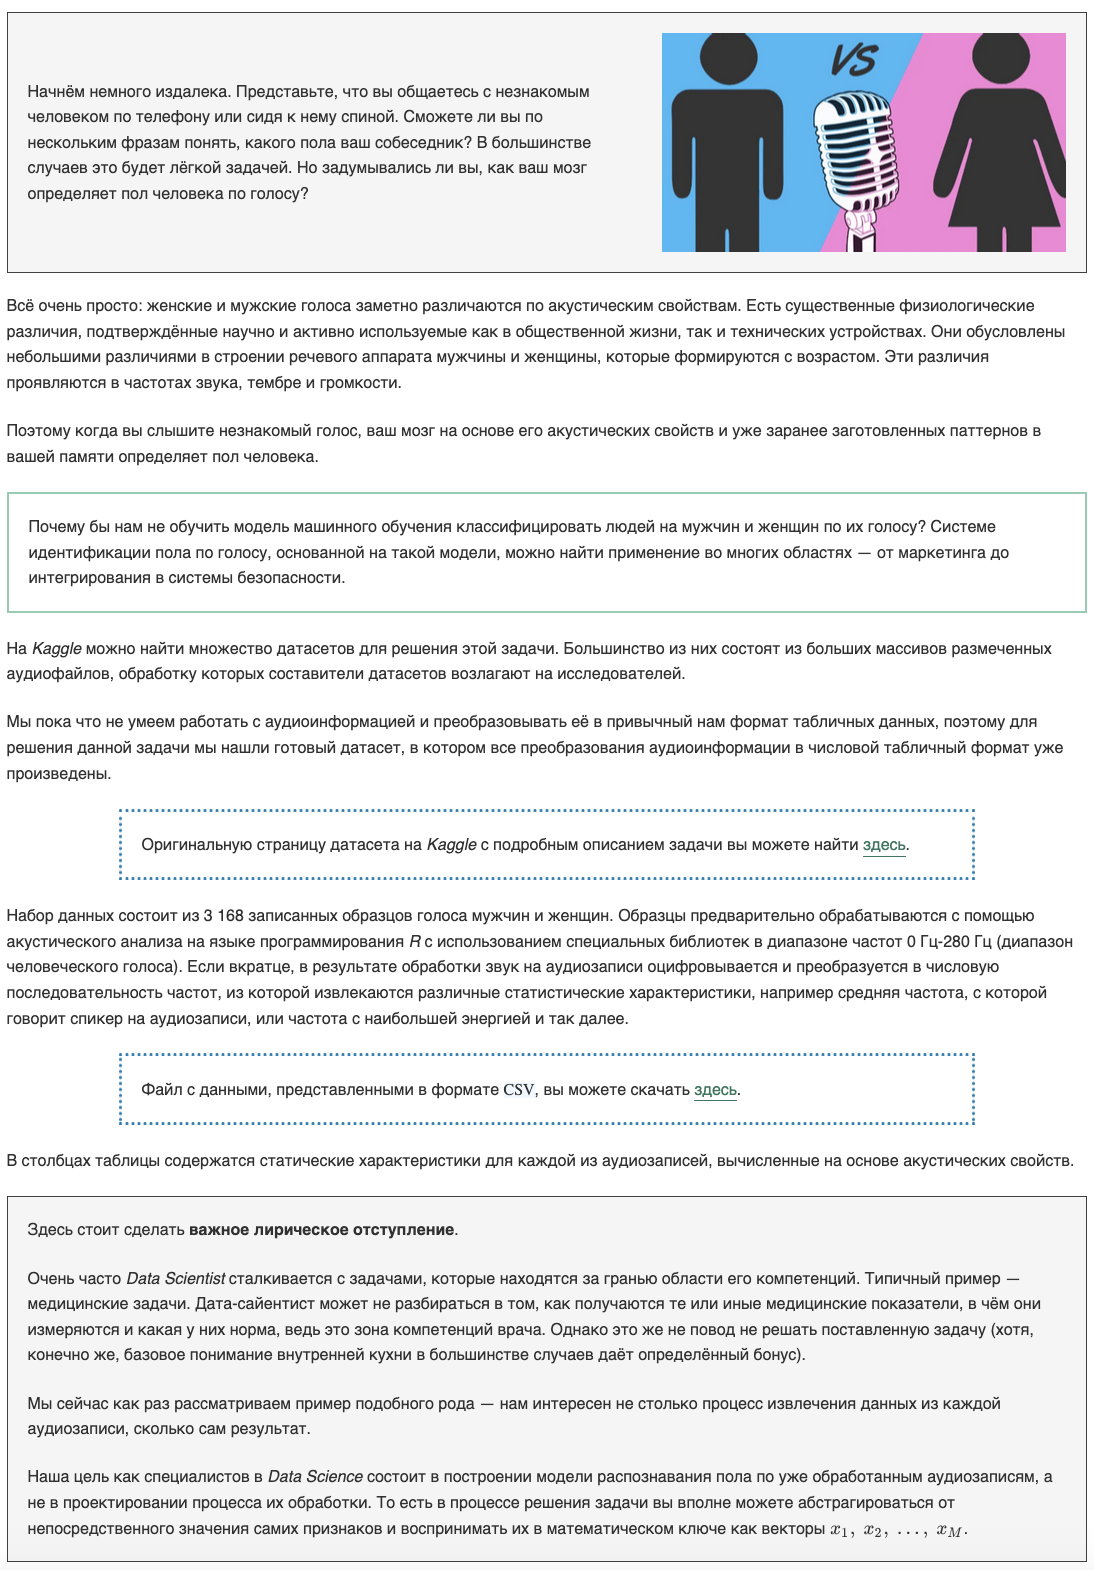 VS
Начнём немного издалека. Представьте, что вы общаетесь с незнакомым
человеком по телефону или сидя к нему спиной. Сможете ли вы по
нескольким фразам понять, какого пола ваш собеседник? В большинстве
случаев это будет лёгкой задачей. Но задумывались ли вы, как ваш мозг
определяет пол человека по голосу?
Всё очень просто: женские и мужские голоса заметно различаются по акустическим свойствам. Есть существенные физиологические
различия, подтверждённые научно и активно используемые как в общественной жизни, так и технических устройствах. Они обусловлены
небольшими различиями в строении речевого аппарата мужчины и женщины, которые формируются с возрастом. Эти различия
проявляются в частотах звука, тембре и громкости.
Поэтому когда вы слышите незнакомый голос, ваш мозг на основе его акустических свойств и уже заранее заготовленных паттернов в
вашей памяти определяет пол человека.
Почему бы нам не обучить модель машинного обучения классифицировать людей на мужчин и женщин по их голосу? Системе
идентификации пола по голосу, основанной на такой модели, можно найти применение во многих областях — от маркетинга до
интегрирования в системы безопасности.
На Kaggle можно найти множество датасетов для решения этой задачи. Большинство из них состоят из больших массивов размеченных
аудиофайлов, обработку которых составители датасетов возлагают на исследователей.
Мы пока что не умеем работать с аудиоинформацией и преобразовывать её в привычный нам формат табличных данных, поэтому для
решения данной задачи мы нашли готовый датасет, в котором все преобразования аудиоинформации в числовой табличный формат уже
произведены.
Оригинальную страницу датасета на Kaggle с подробным описанием задачи вы можете найти здесь.
Набор данных состоит из 3 168 записанных образцов голоса мужчин и женщин. Образцы предварительно обрабатываются с помощью
акустического анализа на языке программирования R с использованием специальных библиотек в диапазоне частот 0 Гц-280 Гц (диапазон
человеческого голоса). Если вкратце, в результате обработки звук на аудиозаписи оцифровывается и преобразуется в числовую
последовательность частот, из которой извлекаются различные статистические характеристики, например средняя частота, с которой
говорит спикер на аудиозаписи, или частота с наибольшей энергией и так далее.
Файл с данными, представленными в формате CSV, вы можете скачать здесь.
В столбцах таблицы содержатся статические характеристики для каждой из аудиозаписей, вычисленные на основе акустических свойств.
Здесь стоит сделать важное лирическое отступление.
Очень часто Data Scientist сталкивается с задачами, которые находятся за гранью области его компетенций. Типичный пример —
медицинские задачи. Дата-сайентист может не разбираться в том, как получаются те или иные медицинские показатели, в чём они
измеряются и какая у них норма, ведь это зона компетенций врача. Однако это же не повод не решать поставленную задачу (хотя,
конечно же, базовое понимание внутренней кухни в большинстве случаев даёт определённый бонус).
Мы сейчас как раз рассматриваем пример подобного рода — нам интересен не столько процесс извлечения данных из каждой
аудиозаписи, сколько сам результат.
Наша цель как специалистов в Data Science состоит в построении модели распознавания пола по уже обработанным аудиозаписям, а
не в проектировании процесса их обработки. То есть в процессе решения задачи вы вполне можете абстрагироваться от
непосредственного значения самих признаков и воспринимать их в математическом ключе как векторы x₁, x₂, ..., x_M.